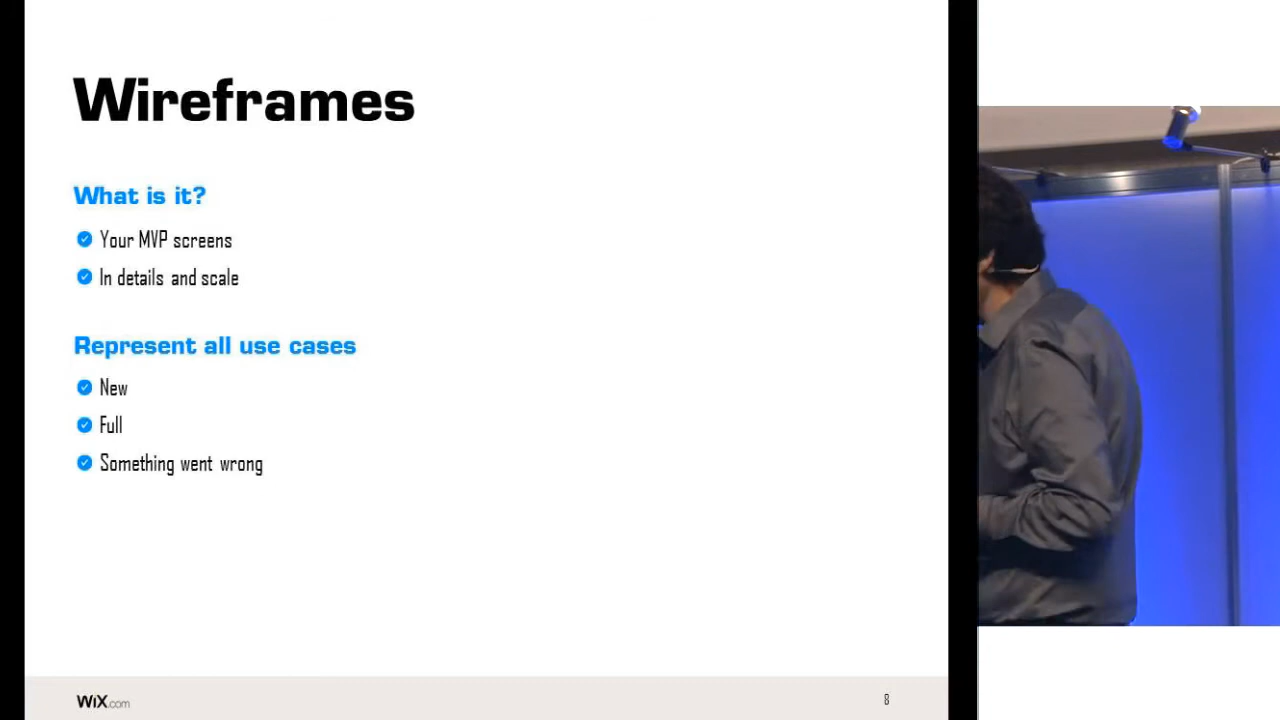 Wireframes
What is it?
Your MVP screens
In details and scale
Represent all use cases
New
Full
Something went wrong
WiX.com
8